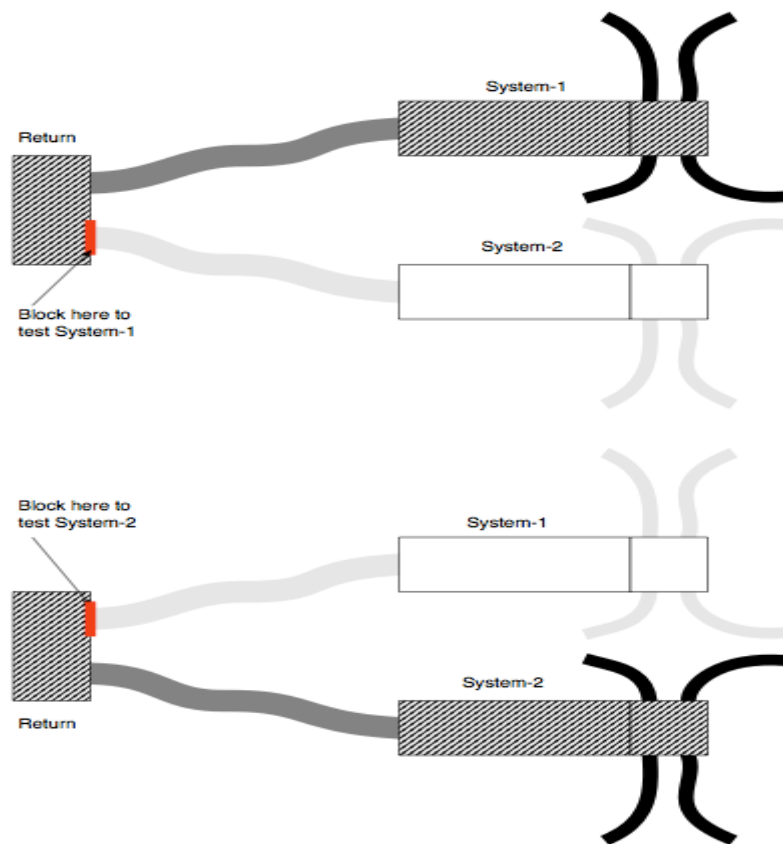 System-1
Return
System-2
Block here to
test System-1
Block here to
test System-2
System-1
System-2
Return